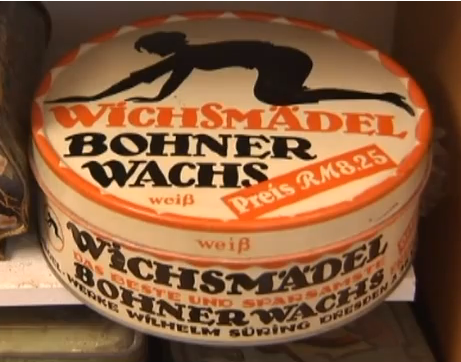 WICHSMÄDEL
BOHNER
WACHS
weiß
Preis RM 8.25
weiß
WICHSMÄDEL
DAS BESTE UND SPARSAMSTE
BOHNERWACHS
WERKE WILHELM SÜRING DRESDEN